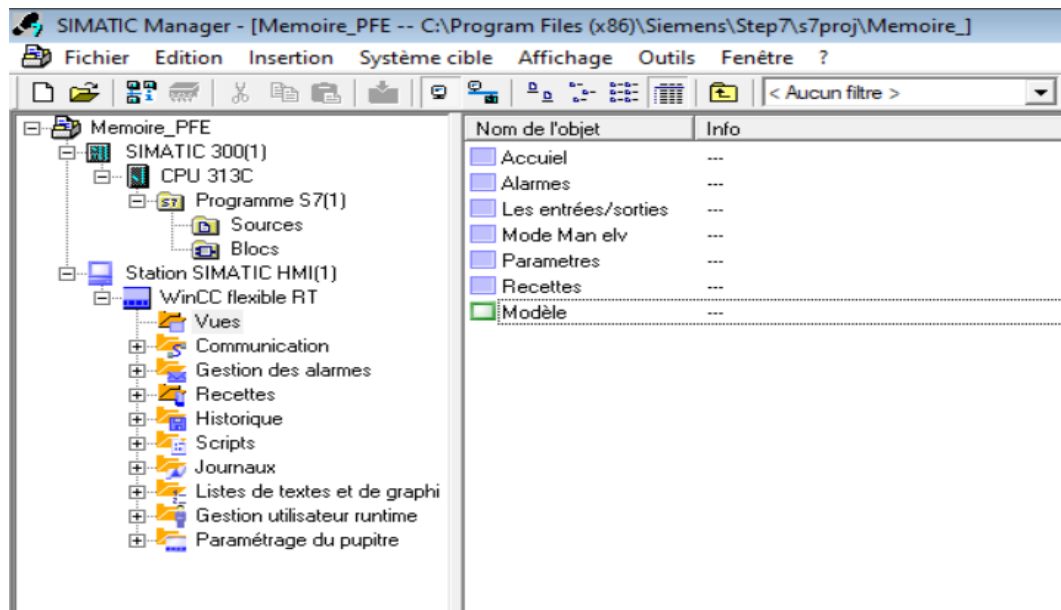 SIMATIC Manager - [Memoire_PFE -- C:\Program Files (x86)\Siemens\Step7\s7proj\Memoire_]
Fichier Edition Insertion Système cible Affichage Outils Fenêtre ?
< Aucun filtre >
Memoire_PFE
SIMATIC 300(1)
CPU 313C
Programme S7(1)
Sources
Blocs
Station SIMATIC HMI(1)
WinCC flexible RT
Vues
Communication
Gestion des alarmes
Recettes
Historique
Scripts
Journaux
Listes de textes et de graphi
Gestion utilisateur runtime
Paramétrage du pupitre
Nom de l'objet Info
Accuiel ---
Alarmes ---
Les entrées/sorties ---
Mode Man elv ---
Parametres ---
Recettes ---
Modèle ---